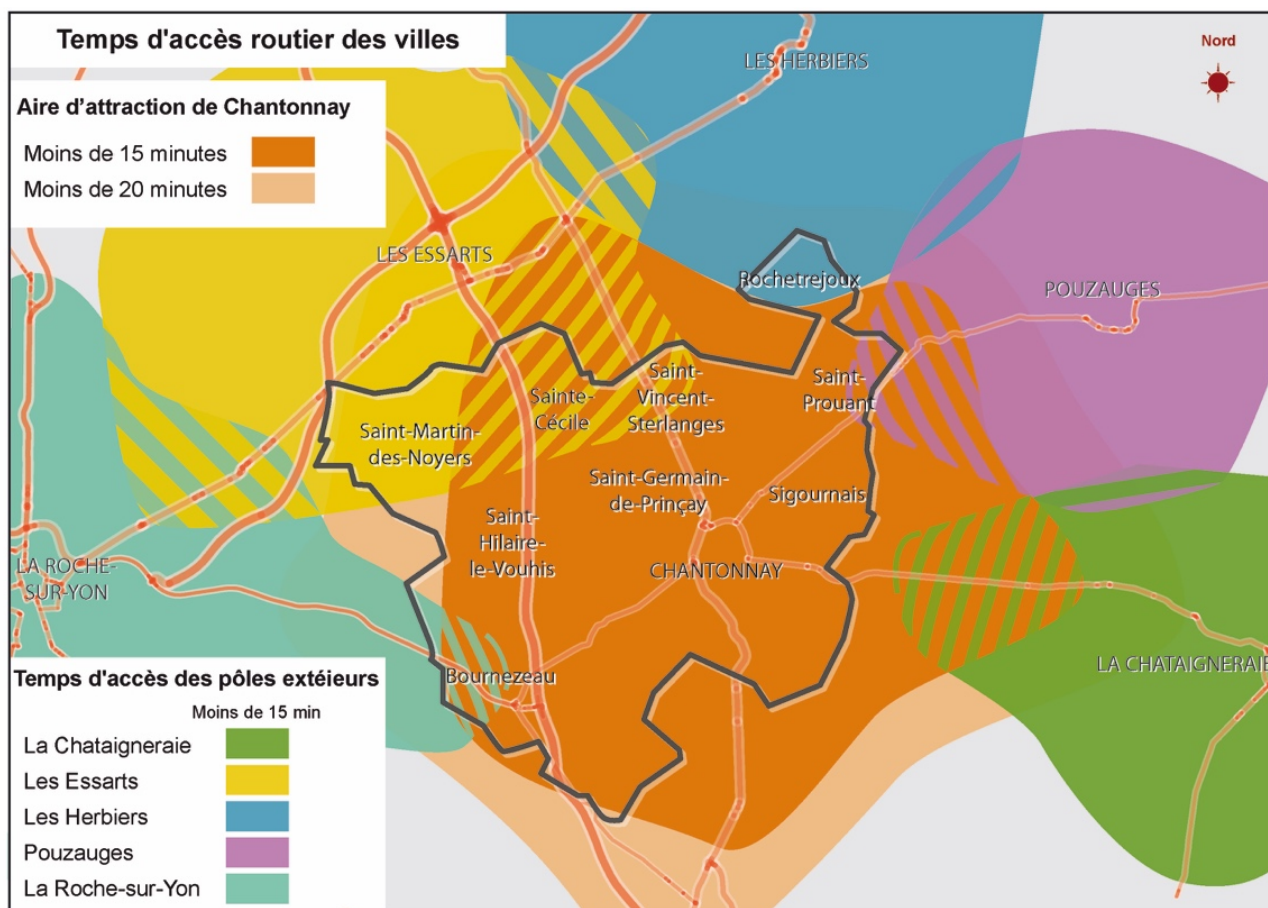 Temps d'accès routier des villes
Aire d'attraction de Chantonnay
Moins de 15 minutes
Moins de 20 minutes
Nord
LES HERBIERS
LES ESSARTS
Rochetrejoux
POUZAUGES
Sainte-
Cécile
Saint-
Vincent-
Sterlanges
Saint-
Prouant
Saint-Martin-
des-Noyers
Saint-Germain-
de-Prinçay
Sigournais
Saint-
Hilaire-
le-Vouhis
LA ROCHE-
SUR-YON
CHANTONNAY
Bournezeau
LA CHATAIGNERAIE
Temps d'accès des pôles extéieurs
Moins de 15 min
La Chataigneraie
Les Essarts
Les Herbiers
Pouzauges
La Roche-sur-Yon